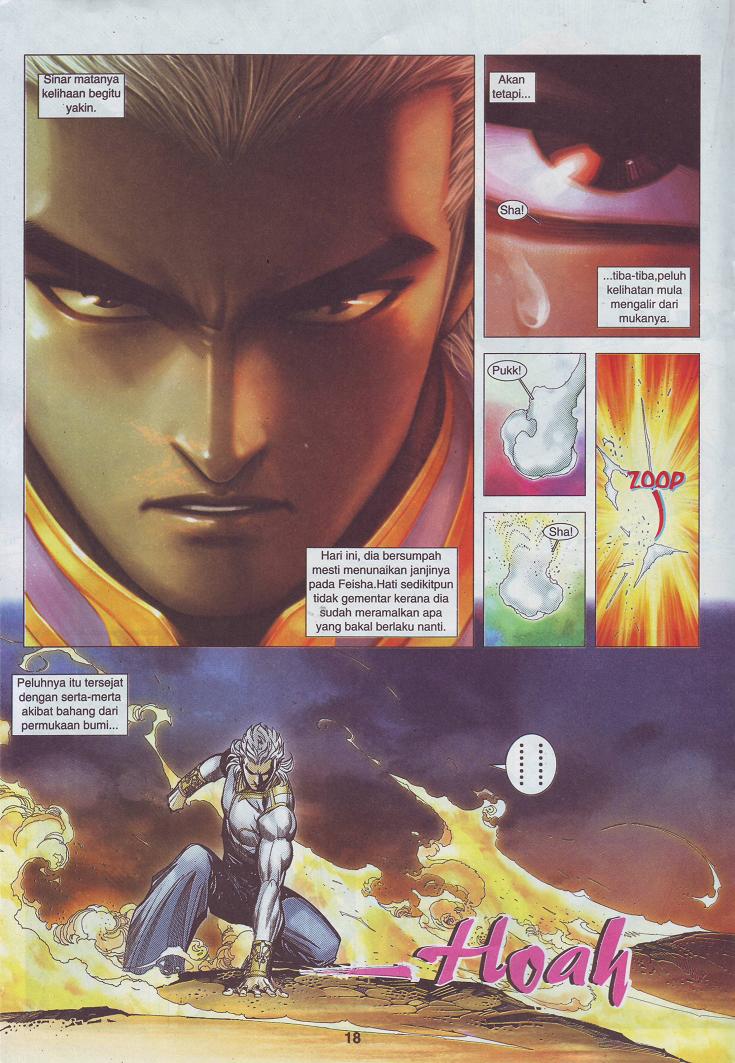 Sinar matanya
kelihaan begitu
yakin.
Akan
tetapi...
Sha!
...tiba-tiba,peluh
kelihatan mula
mengalir dari
mukanya.
Pukk!
ZOOP
Sha!
Hari ini, dia bersumpah
mesti menunaikan janjinya
pada Feisha.Hati sedikitpun
tidak gementar kerana dia
sudah meramalkan apa
yang bakal berlaku nanti.
Peluhnya itu tersejat
dengan serta-merta
akibat bahang dari
permukaan bumi...
Hoah
18